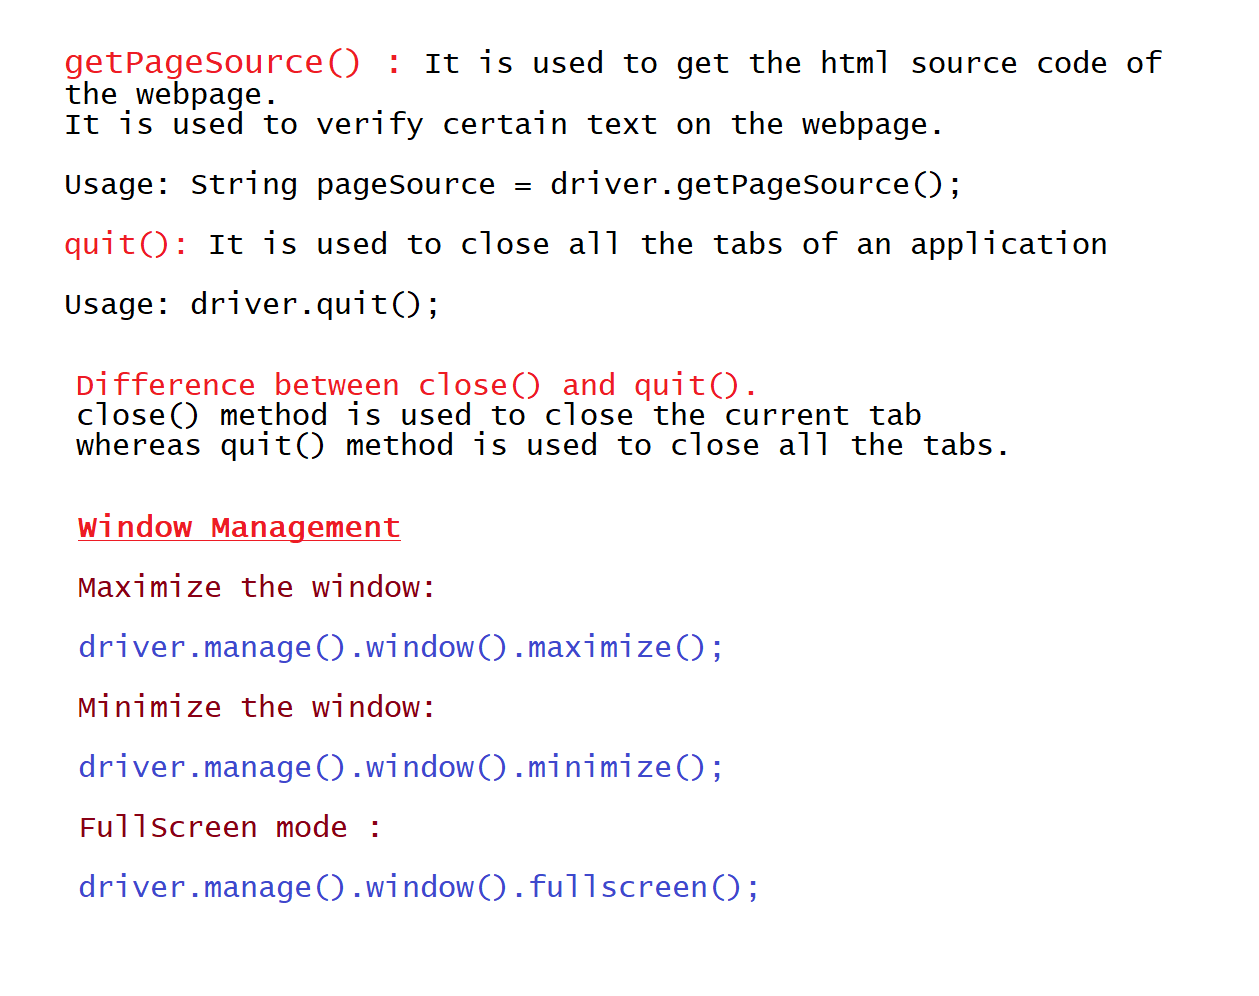 getPageSource() : It is used to get the html source code of
the webpage.
It is used to verify certain text on the webpage.
Usage: String pageSource = driver.getPageSource();
quit(): It is used to close all the tabs of an application
Usage: driver.quit();
Difference between close() and quit().
close() method is used to close the current tab
whereas quit() method is used to close all the tabs.
Window Management
Maximize the window:
driver.manage().window().maximize();
Minimize the window:
driver.manage().window().minimize();
FullScreen mode :
driver.manage().window().fullscreen();